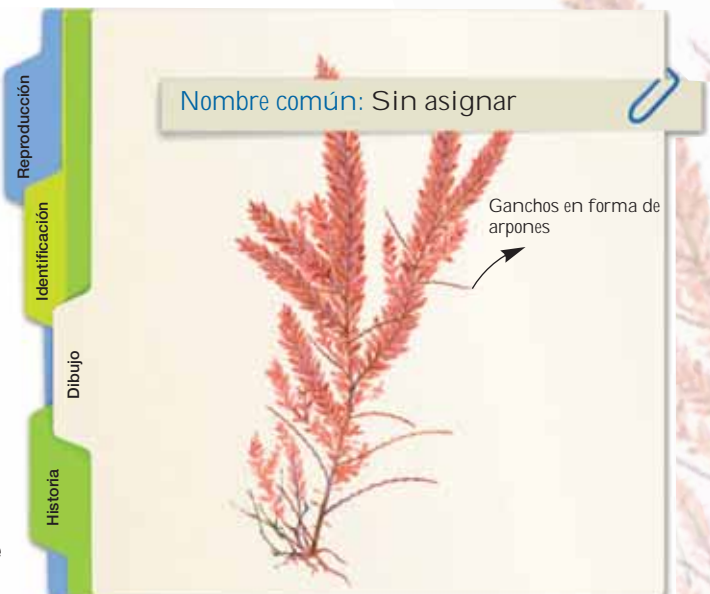 Reproducción
Identificación
Dibujo
Historia
Nombre común: Sin asignar
Ganchos en forma de
arpones